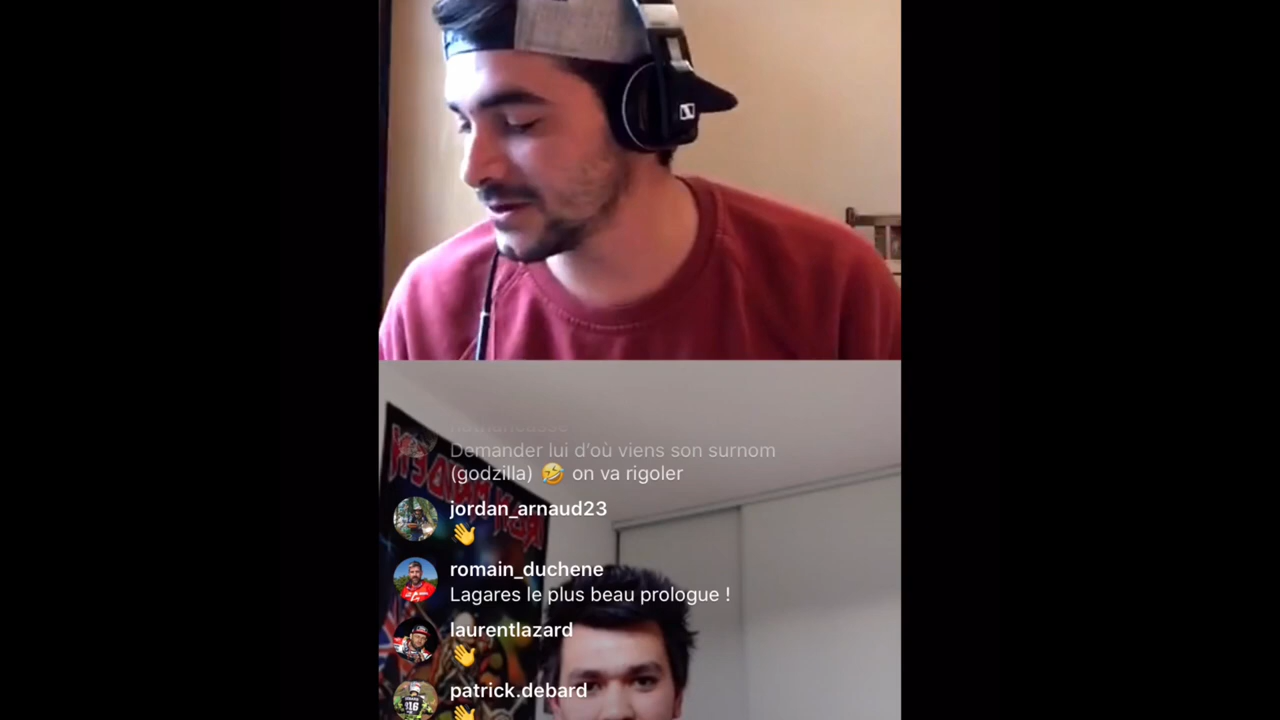 Demander lui d'où viens son surnom
(godzilla) 🤣 on va rigoler
jordan_arnaud23
👋
romain_duchene
Lagares le plus beau prologue !
laurentlazard
👋
patrick.debard
👋